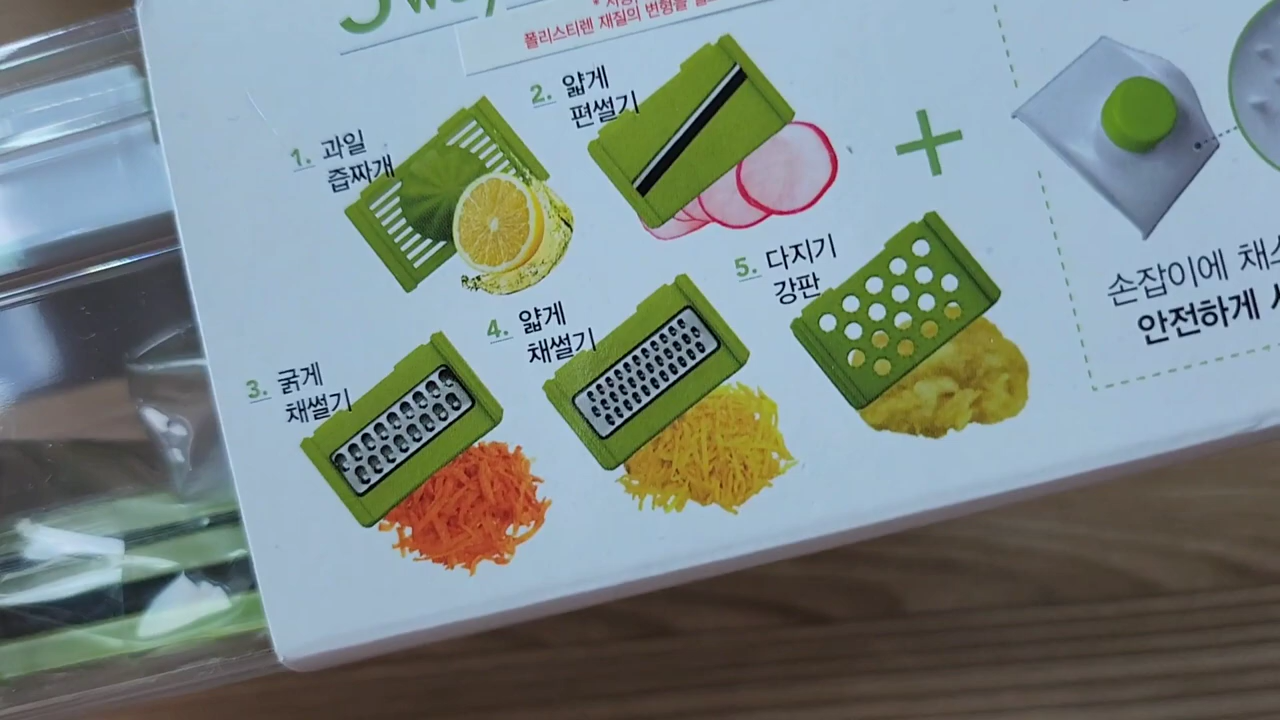 폴리스티렌 재질의 변형을
1. 과일
즙짜개
2. 얇게
편썰기
3. 굵게
채썰기
4. 얇게
채썰기
5. 다지기
강판
+
손잡이에
안전하게